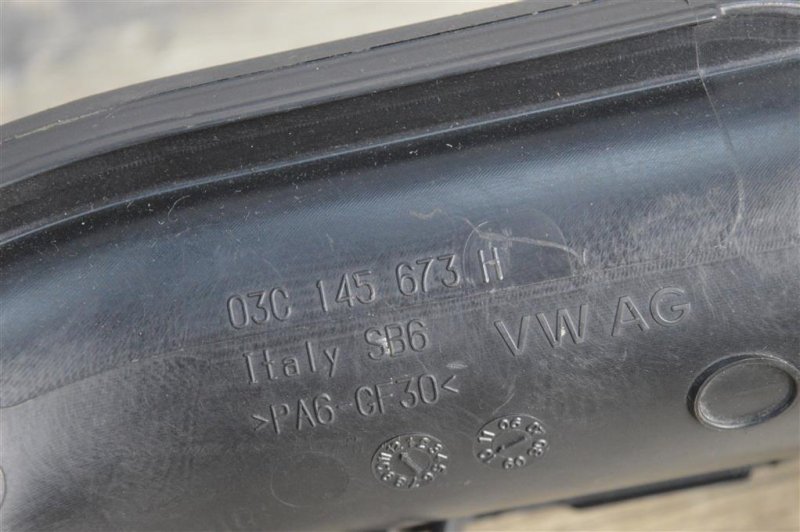 03C 145 673 H
VW AG
Italy SB6
>PA6-GF30<